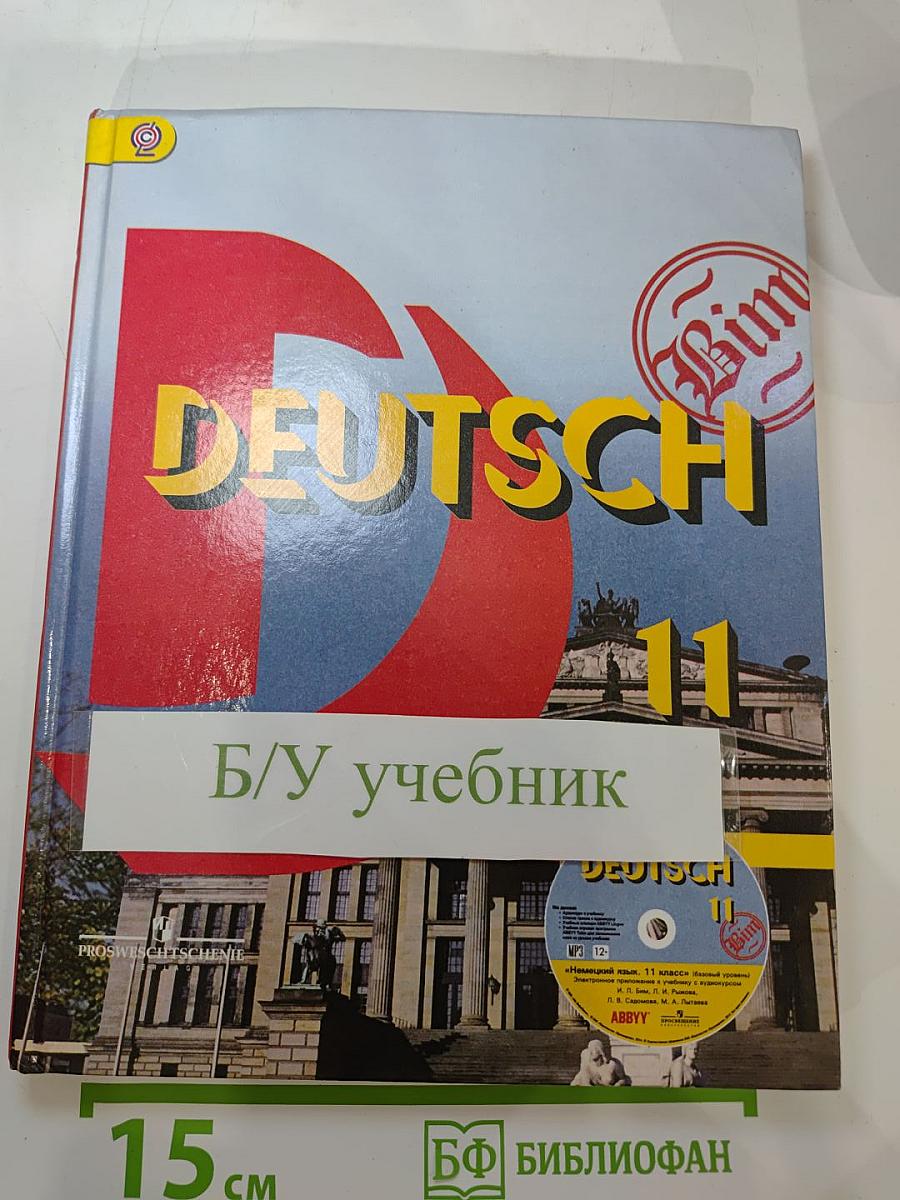 Bim
DEUTSCH
11
Б/У учебник
DEUTSCH
11
Bim
MP3 12+
«Немецкий язык. 11 класс» (базовый уровень)
Электронное приложение к учебнику с аудиокурсом
И. Л. Бим, Л. И. Рыжова,
Л. В. Садомова, М. А. Лытаева
ABBYY ПРОСВЕЩЕНИЕ
PROSWESCHTSCHENIE
15 см
БФ БИБЛИОФАН